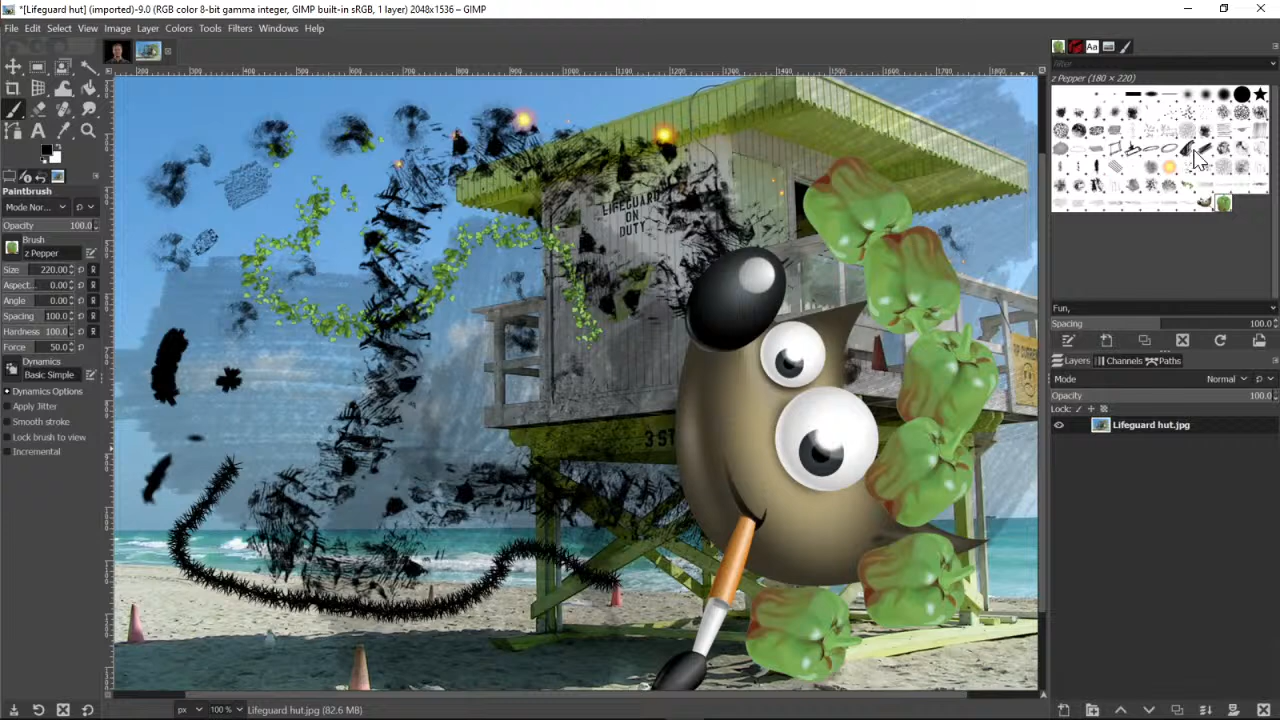 *[Lifeguard hut] (imported)-9.0 (RGB color 8-bit gamma integer, GIMP built-in sRGB, 1 layer) 2048x1536 – GIMP
File Edit Select View Image Layer Colors Tools Filters Windows Help
Aa
filter
z Pepper (180 × 220)
Paintbrush
Mode Nor...
Opacity 100.0
Brush
z Pepper
Size 220.00
Aspect... 0.00
Angle 0.00
Spacing 100.0
Hardness 100.0
Force 50.0
Dynamics
Basic Simple
Dynamics Options
Apply Jitter
Smooth stroke
Lock brush to view
Incremental
LIFEGUARD
ON
DUTY
3 ST
Fun,
Spacing 100.0
Layers Channels Paths
Mode Normal
Opacity 100.0
Lock:
Lifeguard hut.jpg
px 100 % Lifeguard hut.jpg (82.6 MB)